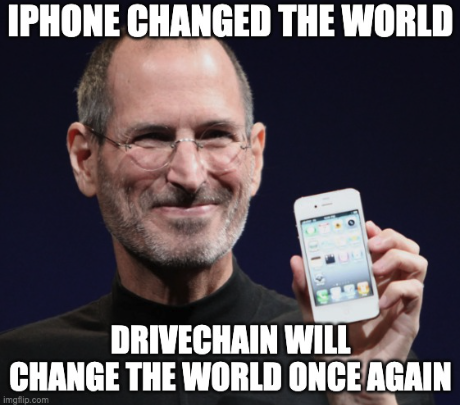 IPHONE CHANGED THE WORLD
DRIVECHAIN WILL
CHANGE THE WORLD ONCE AGAIN
imgflip.com